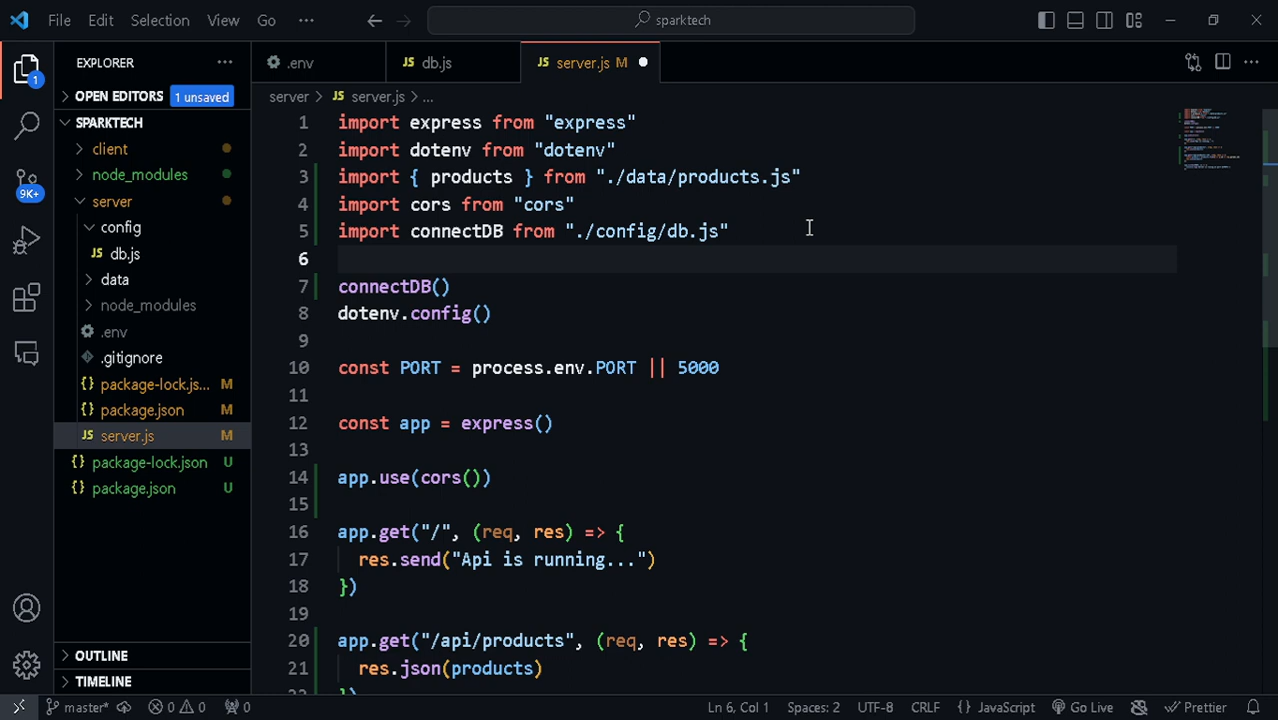 File Edit Selection View Go ··· sparktech
EXPLORER ···
1
OPEN EDITORS 1 unsaved
SPARKTECH
client
node_modules
9K+
server
config
JS db.js
data
node_modules
.env
.gitignore
{} package-lock.js... M
{} package.json M
JS server.js M
{} package-lock.json U
{} package.json U
OUTLINE
TIMELINE
.env JS db.js JS server.js M ···
server > JS server.js > ...
1 import express from "express"
2 import dotenv from "dotenv"
3 import { products } from "./data/products.js"
4 import cors from "cors"
5 import connectDB from "./config/db.js"
6
7 connectDB()
8 dotenv.config()
9
10 const PORT = process.env.PORT || 5000
11
12 const app = express()
13
14 app.use(cors())
15
16 app.get("/", (req, res) => {
17 res.send("Api is running...")
18 })
19
20 app.get("/api/products", (req, res) => {
21 res.json(products)
22 })
master* 0 0 0 Ln 6, Col 1 Spaces: 2 UTF-8 CRLF {} JavaScript Go Live Prettier